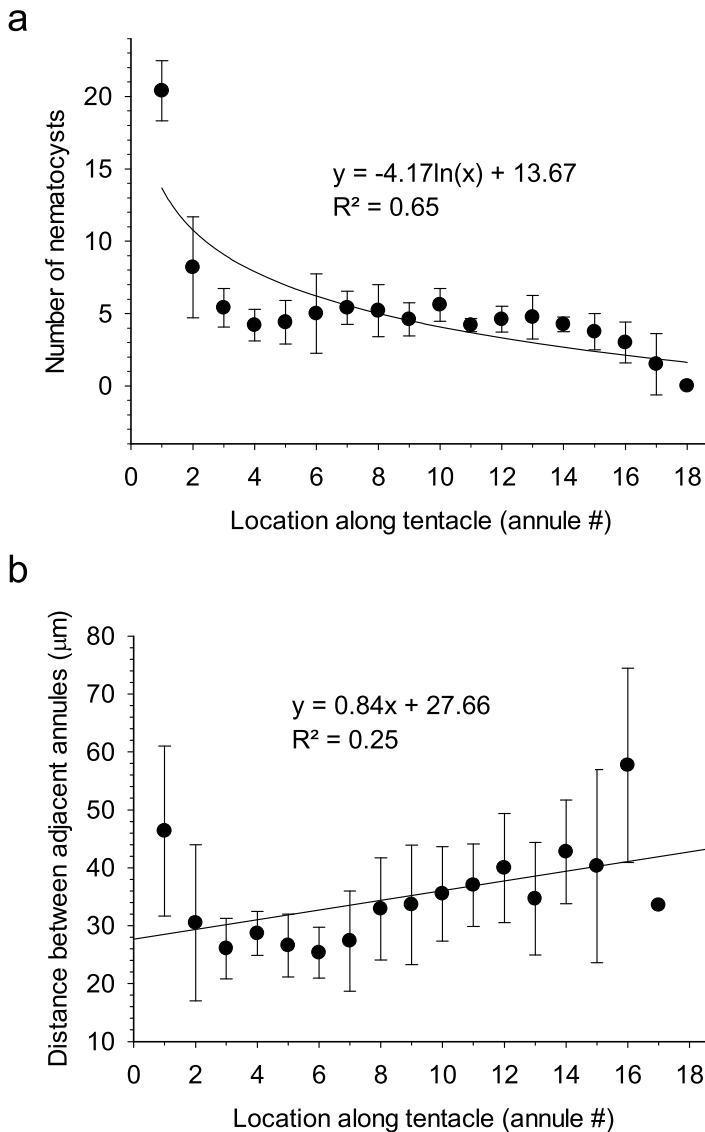 a
Number of nematocysts
20
15
10
5
0
y = -4.17ln(x) + 13.67
R² = 0.65
0 2 4 6 8 10 12 14 16 18
Location along tentacle (annule #)
b
Distance between adjacent annules (μm)
80
70
60
50
40
30
20
10
y = 0.84x + 27.66
R² = 0.25
0 2 4 6 8 10 12 14 16 18
Location along tentacle (annule #)